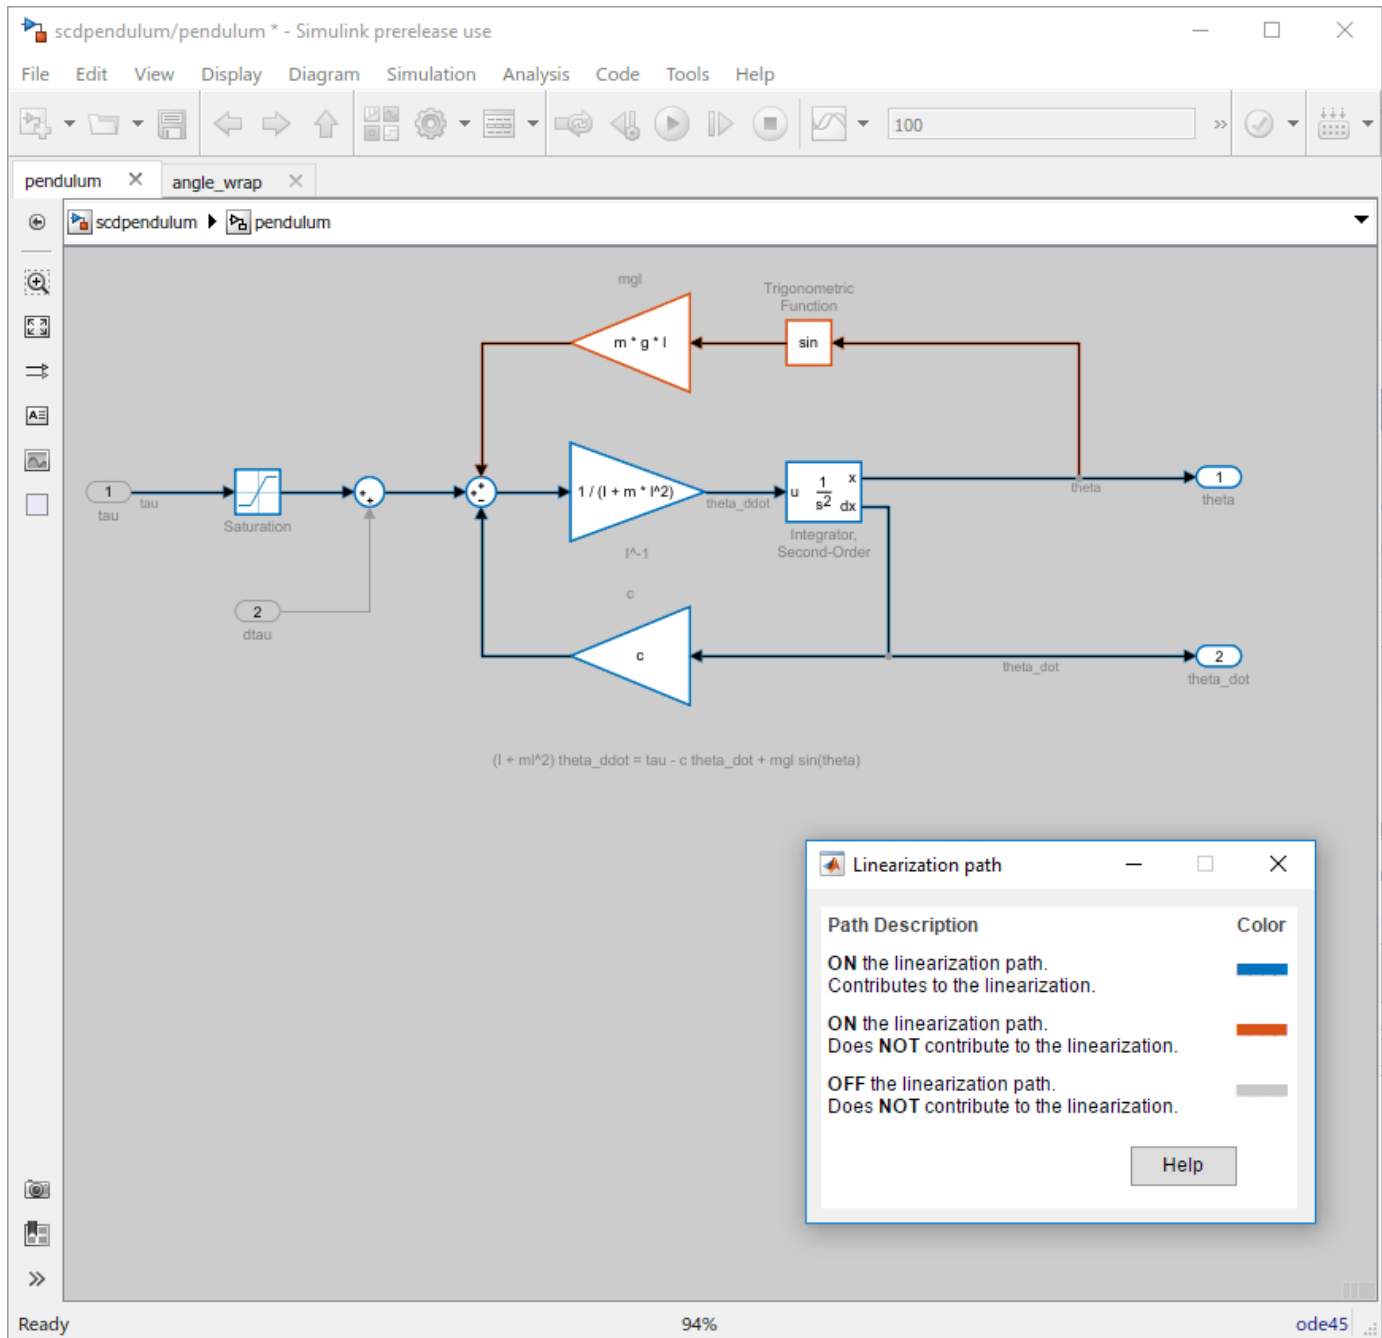 scdpendulum/pendulum * - Simulink prerelease use
File Edit View Display Diagram Simulation Analysis Code Tools Help
100
pendulum
angle_wrap
scdpendulum
pendulum
mgl
m * g * l
Trigonometric
Function
sin
1
tau
tau
Saturation
2
dtau
1 / (I + m * l^2)
I^-1
theta_ddot
u
1
s2
x
dx
Integrator,
Second-Order
theta
1
theta
c
c
theta_dot
2
theta_dot
(I + ml^2) theta_ddot = tau - c theta_dot + mgl sin(theta)
Linearization path
Path Description Color
ON the linearization path.
Contributes to the linearization.
ON the linearization path.
Does NOT contribute to the linearization.
OFF the linearization path.
Does NOT contribute to the linearization.
Help
Ready 94% ode45